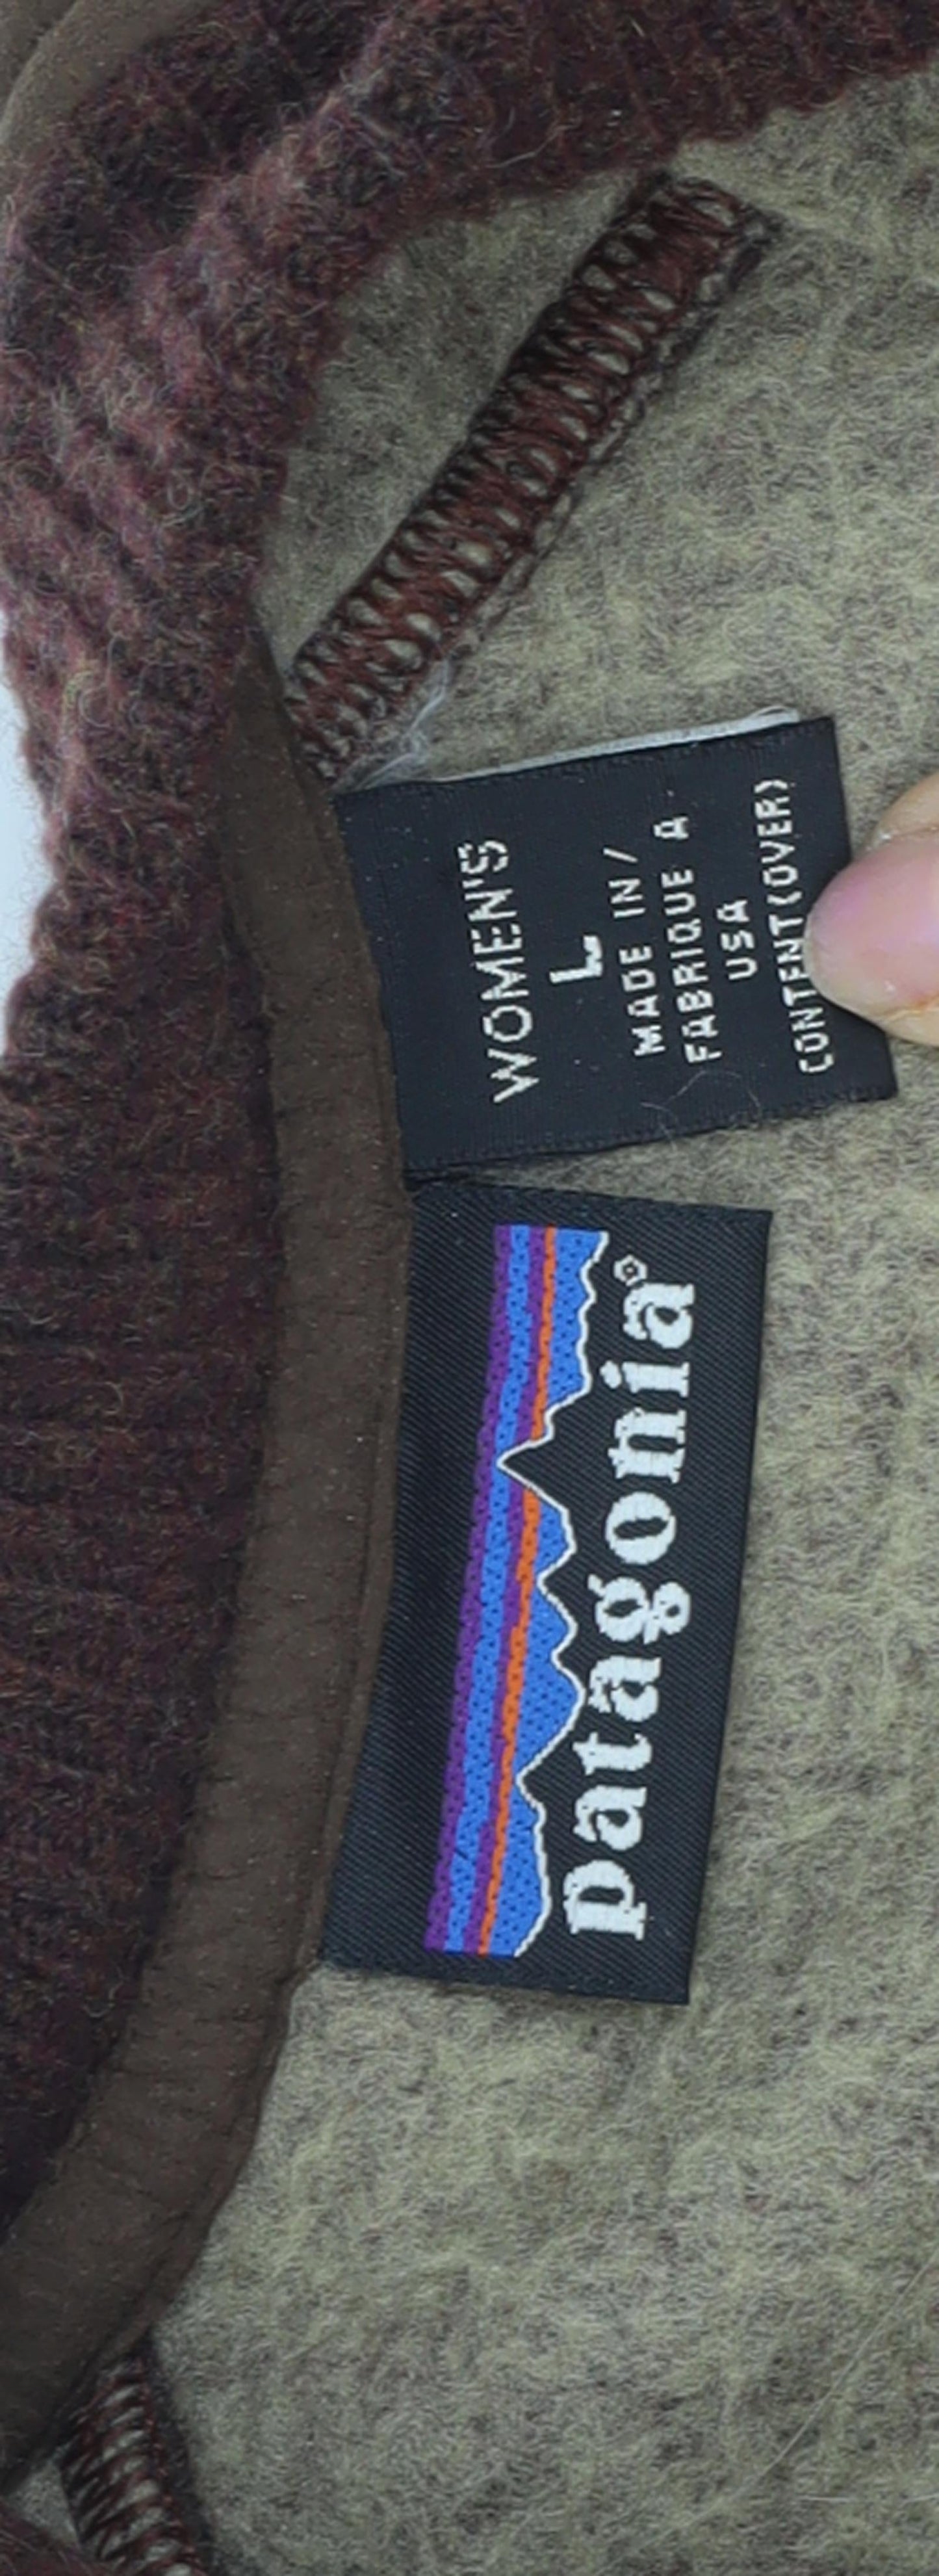 WOMEN'S
L
MADE IN /
FABRIQUE A
USA
CONTENT(OVER)
patagonia®